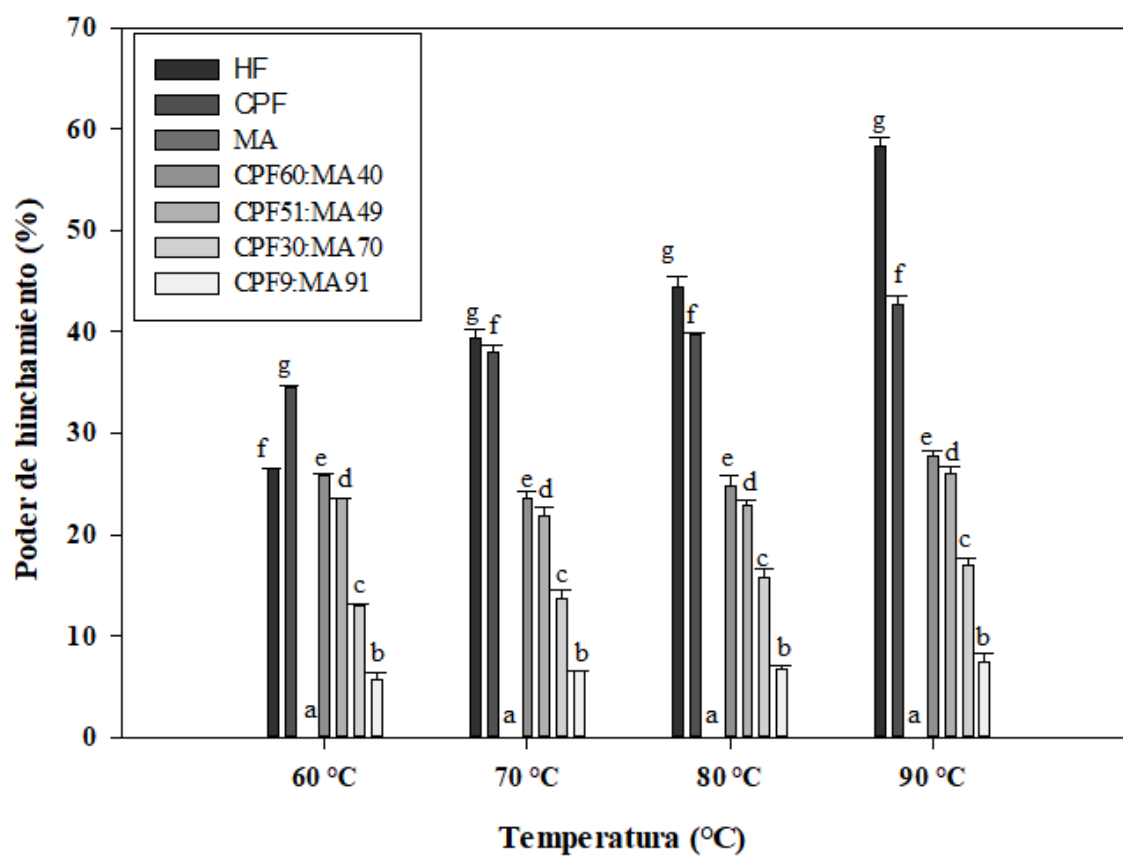 70
60
50
40
30
20
10
0
Poder de hinchamiento (%)
HF
CPF
MA
CPF60:MA40
CPF51:MA49
CPF30:MA70
CPF9:MA91
f
g
a
e
d
c
b
g
f
a
e
d
c
b
g
f
a
e
d
c
b
g
f
a
e
d
c
b
60 °C
70 °C
80 °C
90 °C
Temperatura (°C)